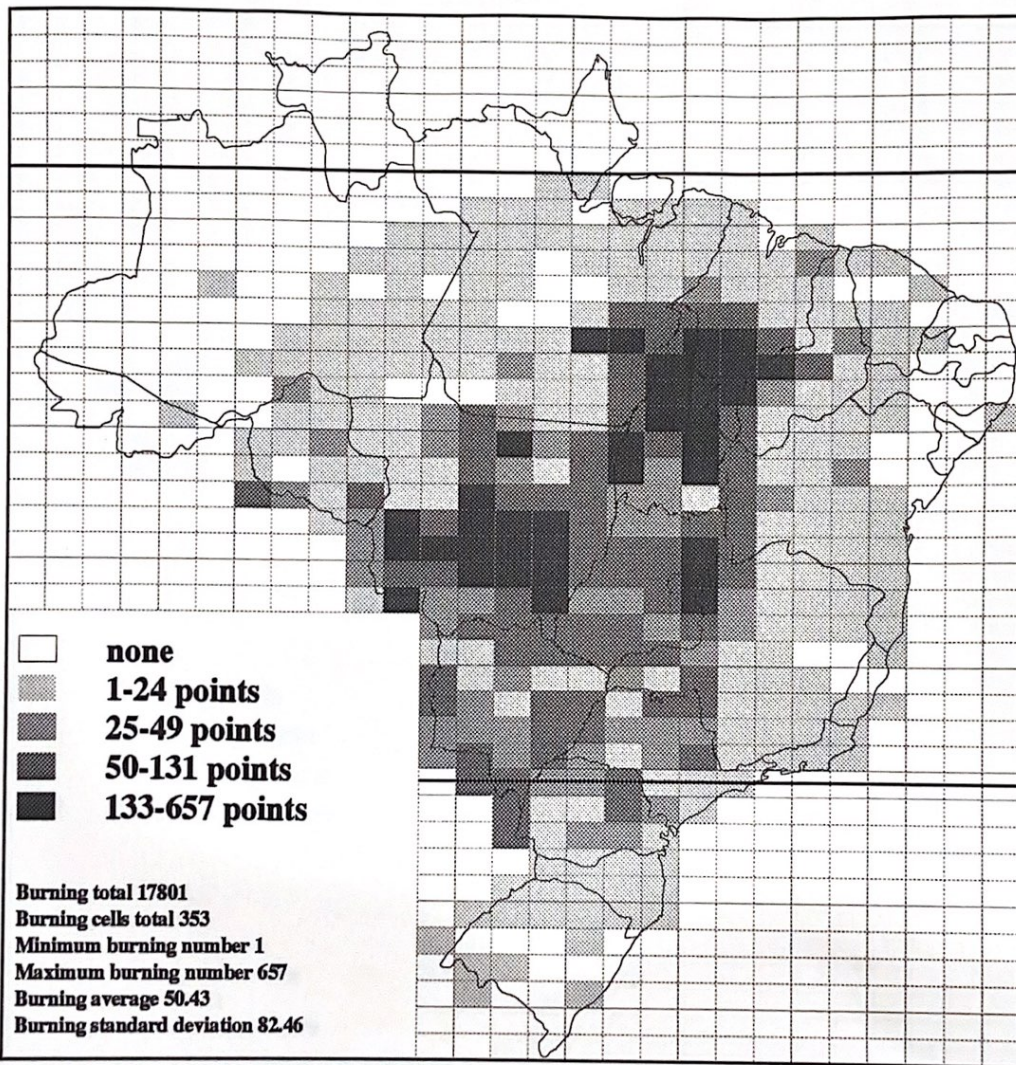 none
1-24 points
25-49 points
50-131 points
133-657 points
Burning total 17801
Burning cells total 353
Minimum burning number 1
Maximum burning number 657
Burning average 50.43
Burning standard deviation 82.46